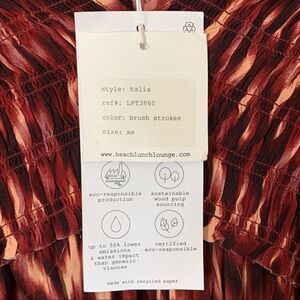 style: talia
ref#: LPT3860
color: brush strokes
size: xs
www.beachlunchlounge.com
eco-responsible
production
sustainable
wood pulp
sourcing
up to 50% lower
emissions
& water impact
than generic
viscose
certified
eco-responsible
made with recycled paper